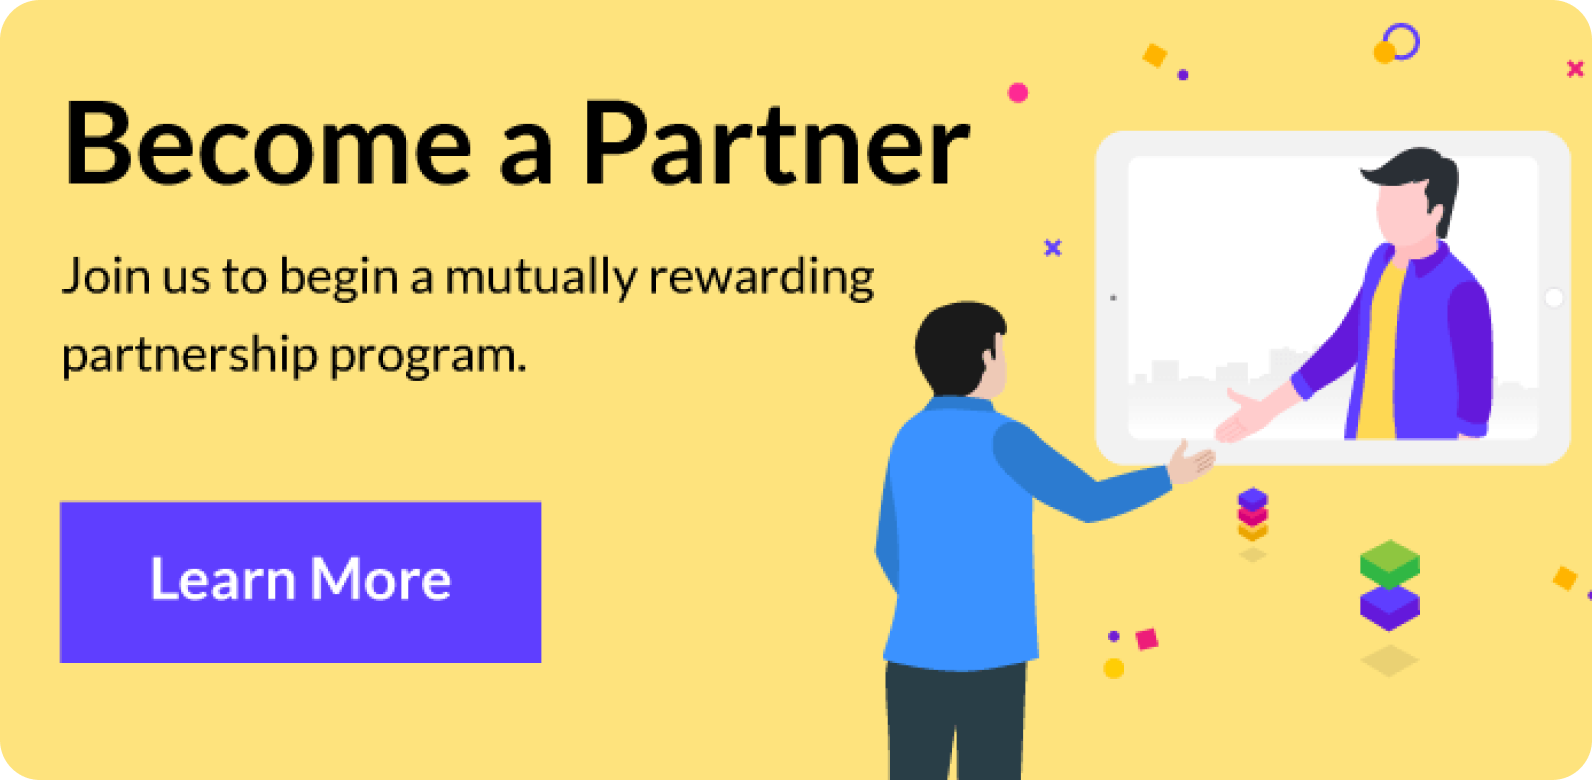 Become a Partner
Join us to begin a mutually rewarding
partnership program.
Learn More